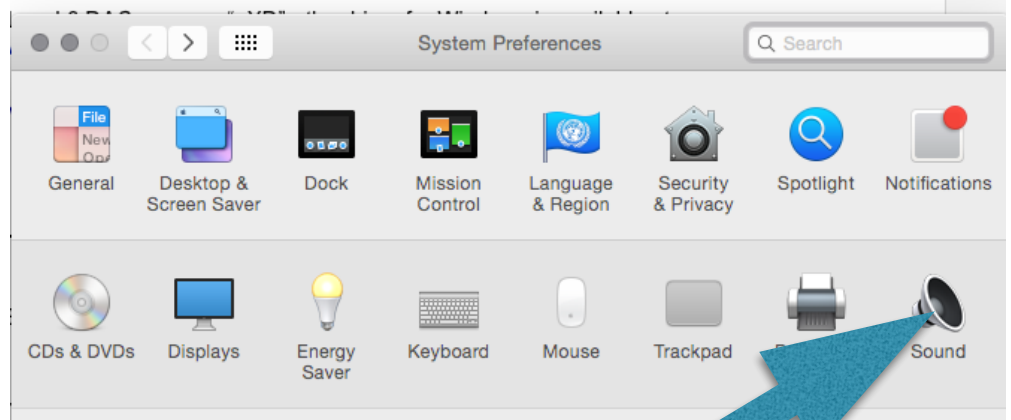 System Preferences
Search
File
New
Ope
General
Desktop &
Screen Saver
Dock
Mission
Control
Language
& Region
Security
& Privacy
Spotlight
Notifications
CDs & DVDs
Displays
Energy
Saver
Keyboard
Mouse
Trackpad
Sound